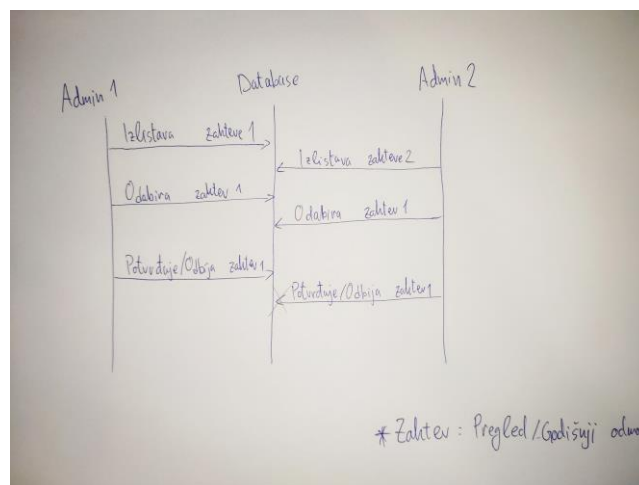 Admin 1
Database
Admin 2
Izlistava zahteve 1
Izlistava zahteve 2
Odabira zahtev 1
Odabira zahtev 1
Potvrđuje/Odbija zahtev 1
Potvrđuje/Odbija zahtev 1
* Zahtev: Pregled/Godišnji odmo